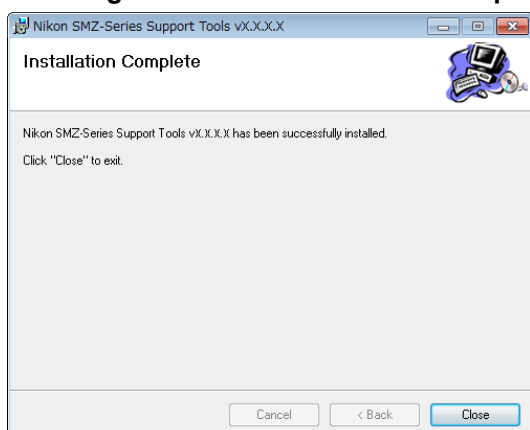 Nikon SMZ-Series Support Tools vX.X.X.X
Installation Complete
Nikon SMZ-Series Support Tools vX.X.X.X has been successfully installed.
Click "Close" to exit.
Cancel
< Back
Close